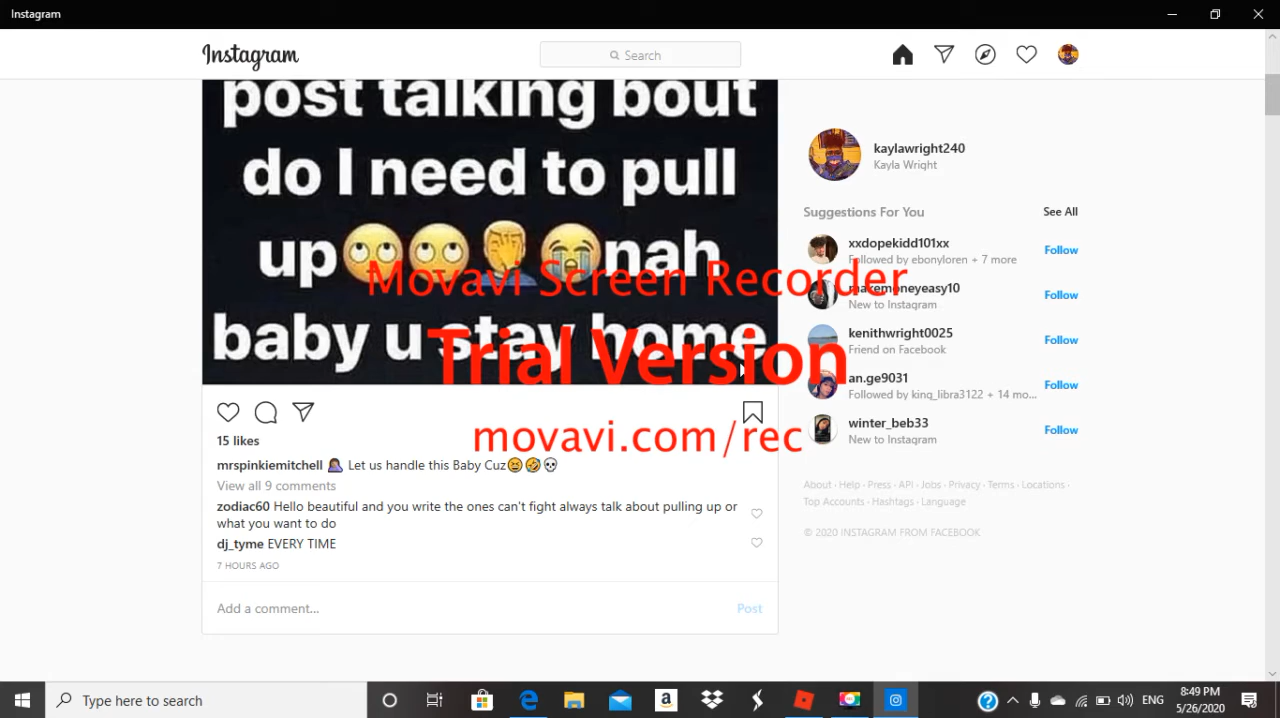 Instagram
Instagram
Search
post talking bout
do I need to pull
up🙄🙄🤦😭nah
baby u stay home
Movavi Screen Recorder
Trial Version
movavi.com/rec
15 likes
mrspinkiemitchell 🤦🏽‍♀️ Let us handle this Baby Cuz😆🤣💀
View all 9 comments
zodiac60 Hello beautiful and you write the ones can't fight always talk about pulling up or
what you want to do
dj_tyme EVERY TIME
7 HOURS AGO
Add a comment...
Post
kaylawright240
Kayla Wright
Suggestions For You
See All
xxdopekidd101xx
Followed by ebonyloren + 7 more
Follow
makemoneyeasy10
New to Instagram
Follow
kenithwright0025
Friend on Facebook
Follow
an.ge9031
Followed by king_libra3122 + 14 mo...
Follow
winter_beb33
New to Instagram
Follow
About · Help · Press · API · Jobs · Privacy · Terms · Locations ·
Top Accounts · Hashtags · Language
© 2020 INSTAGRAM FROM FACEBOOK
Type here to search
ENG
8:49 PM
5/26/2020